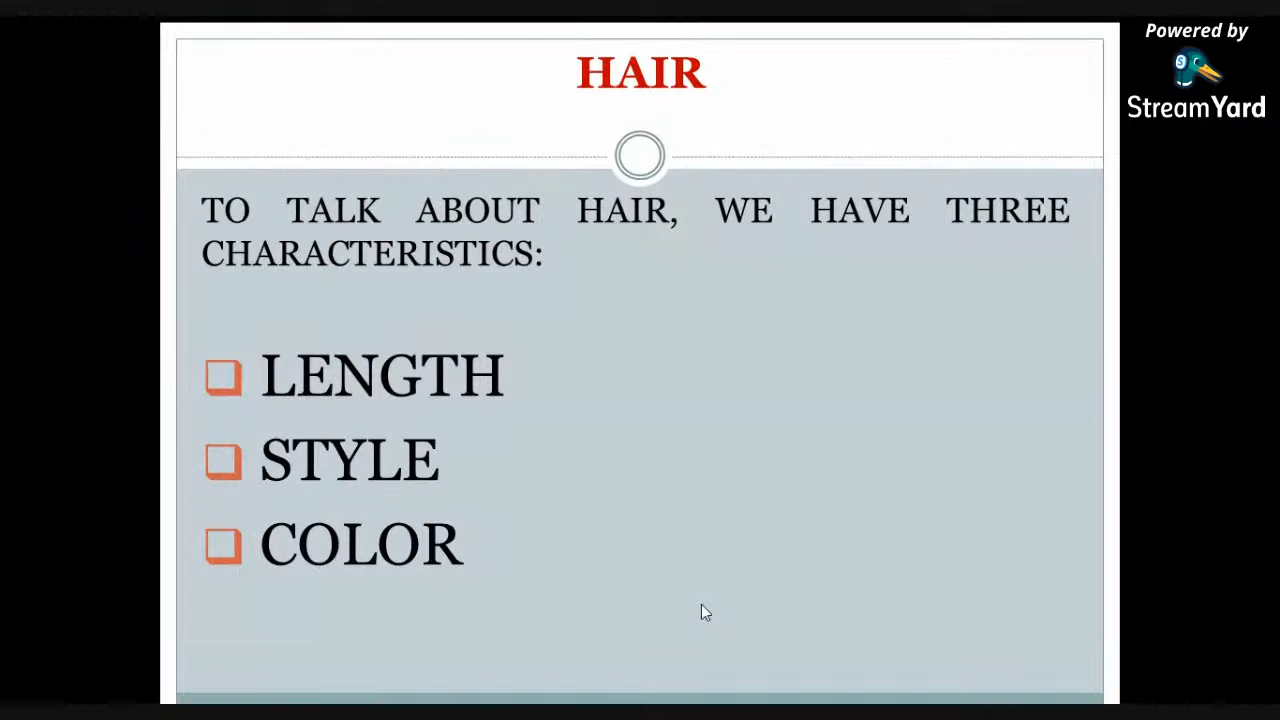 HAIR
Powered by
StreamYard
TO TALK ABOUT HAIR, WE HAVE THREE
CHARACTERISTICS:
LENGTH
STYLE
COLOR